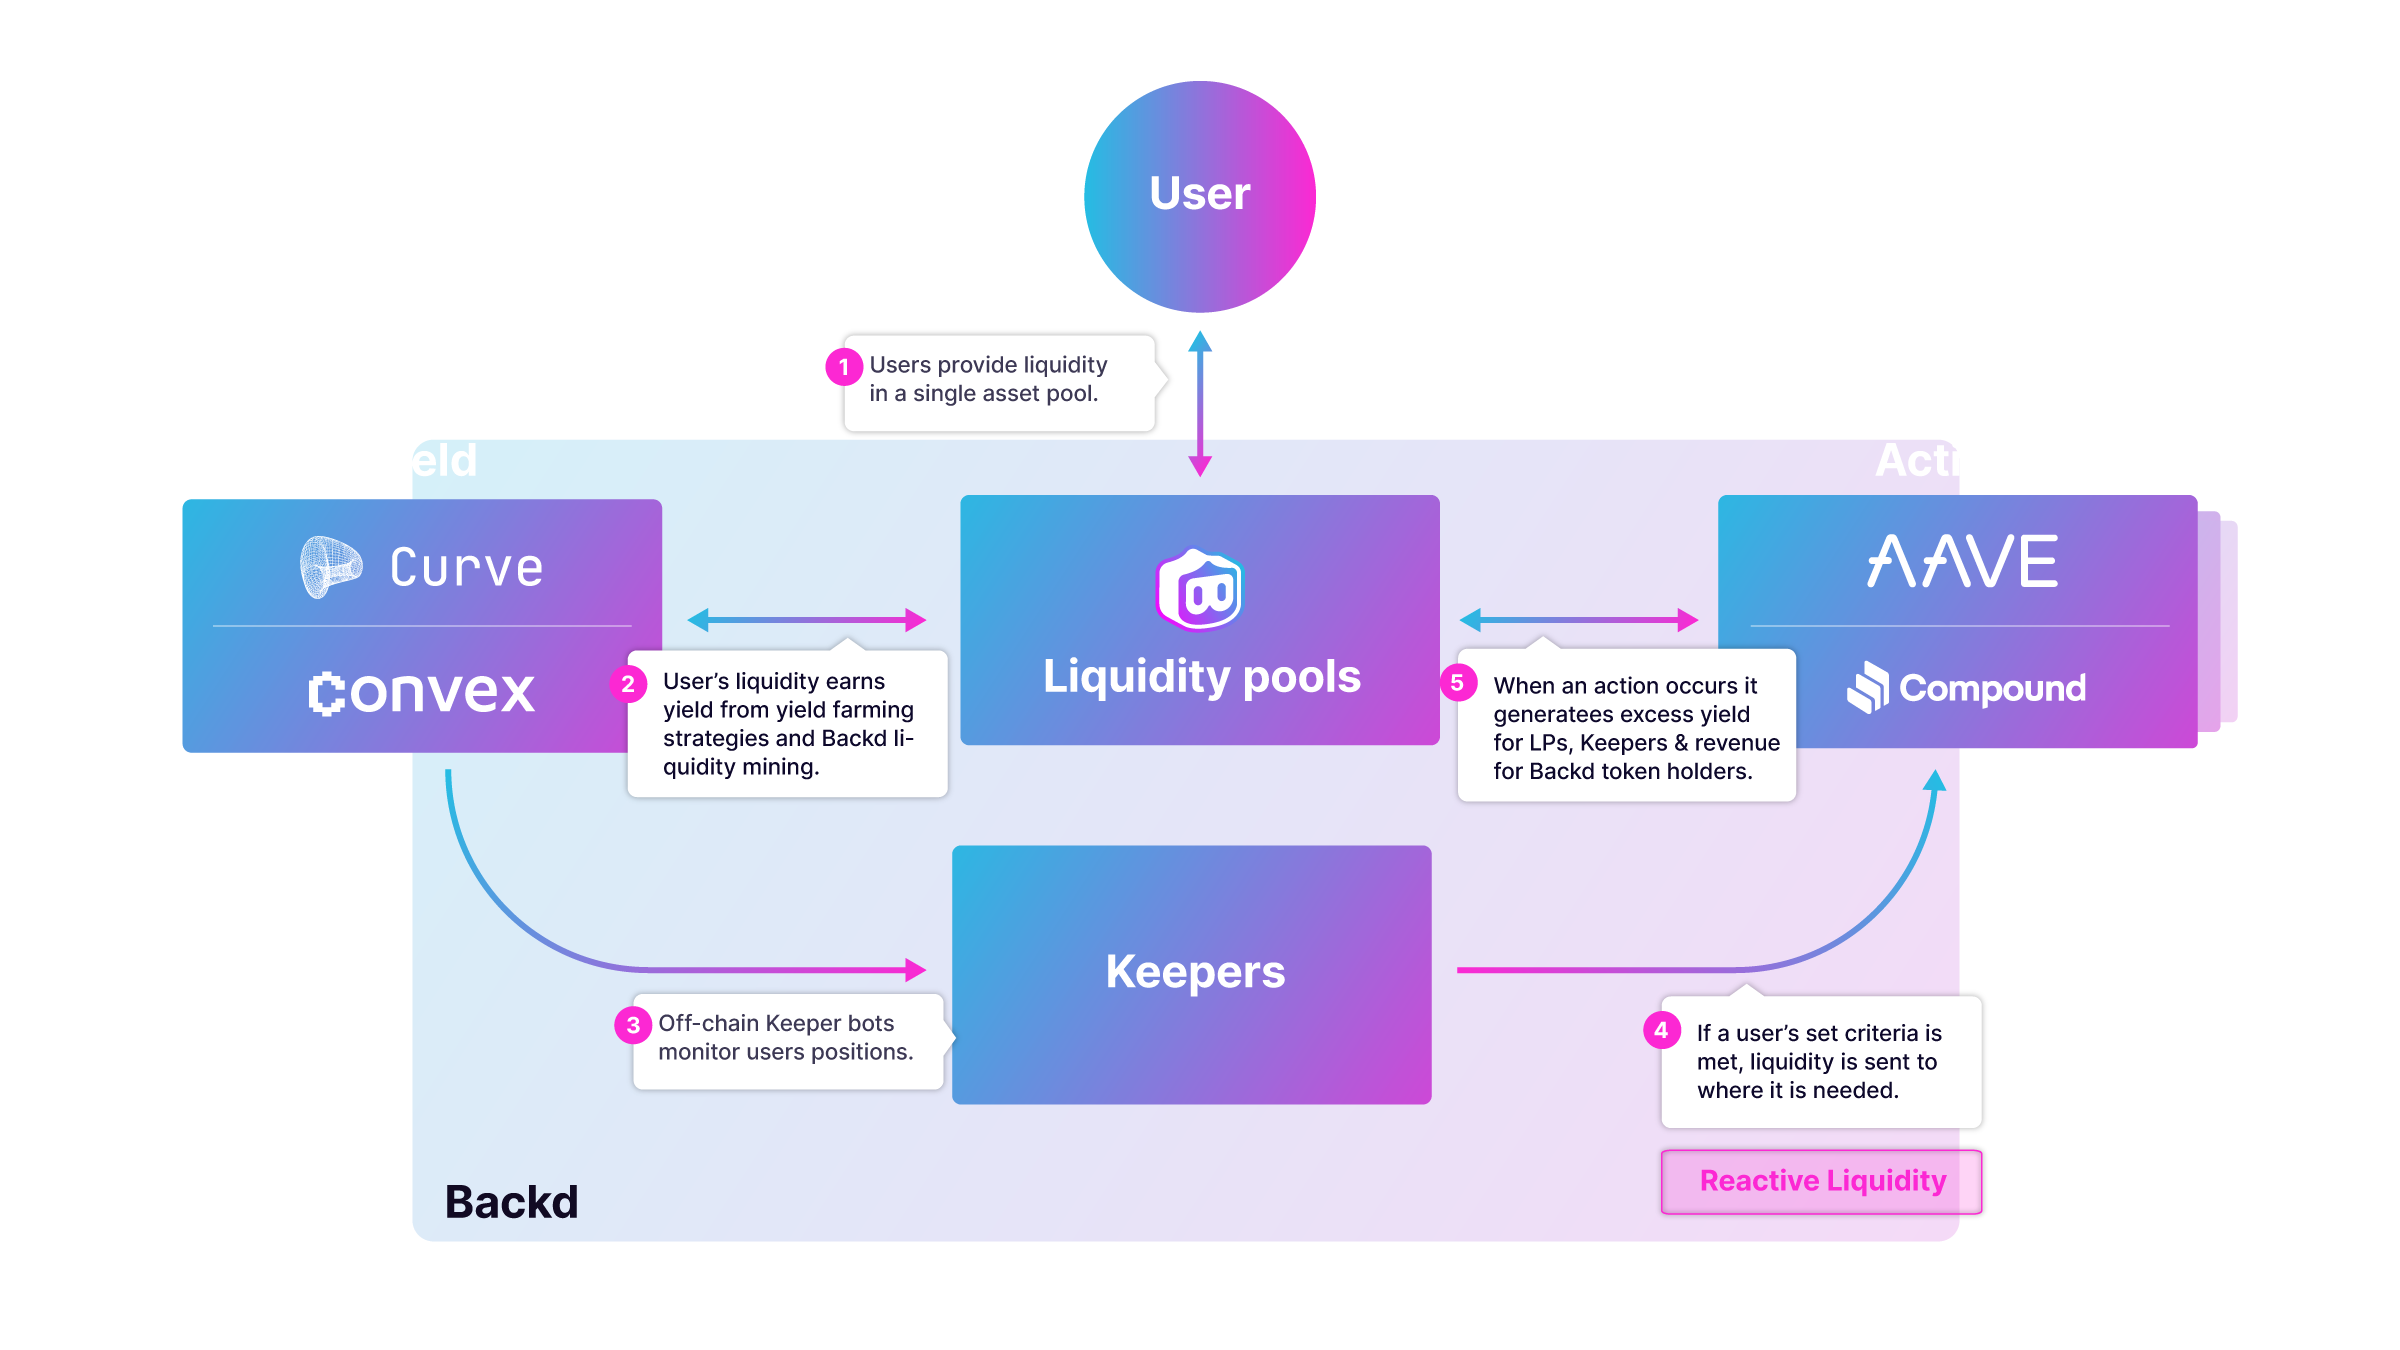 User
1
Users provide liquidity
in a single asset pool.
eld
Acti
Curve
Convex
Liquidity pools
AAVE
Compound
2
User’s liquidity earns
yield from yield farming
strategies and Backd li-
quidity mining.
5
When an action occurs it
generatees excess yield
for LPs, Keepers & revenue
for Backd token holders.
Keepers
3
Off-chain Keeper bots
monitor users positions.
4
If a user’s set criteria is
met, liquidity is sent to
where it is needed.
Reactive Liquidity
Backd